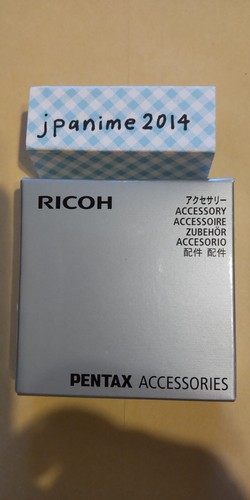 jpanime2014
RICOH
アクセサリー
ACCESSORY
ACCESSOIRE
ZUBEHÖR
ACCESORIO
配件 配件
PENTAX ACCESSORIES